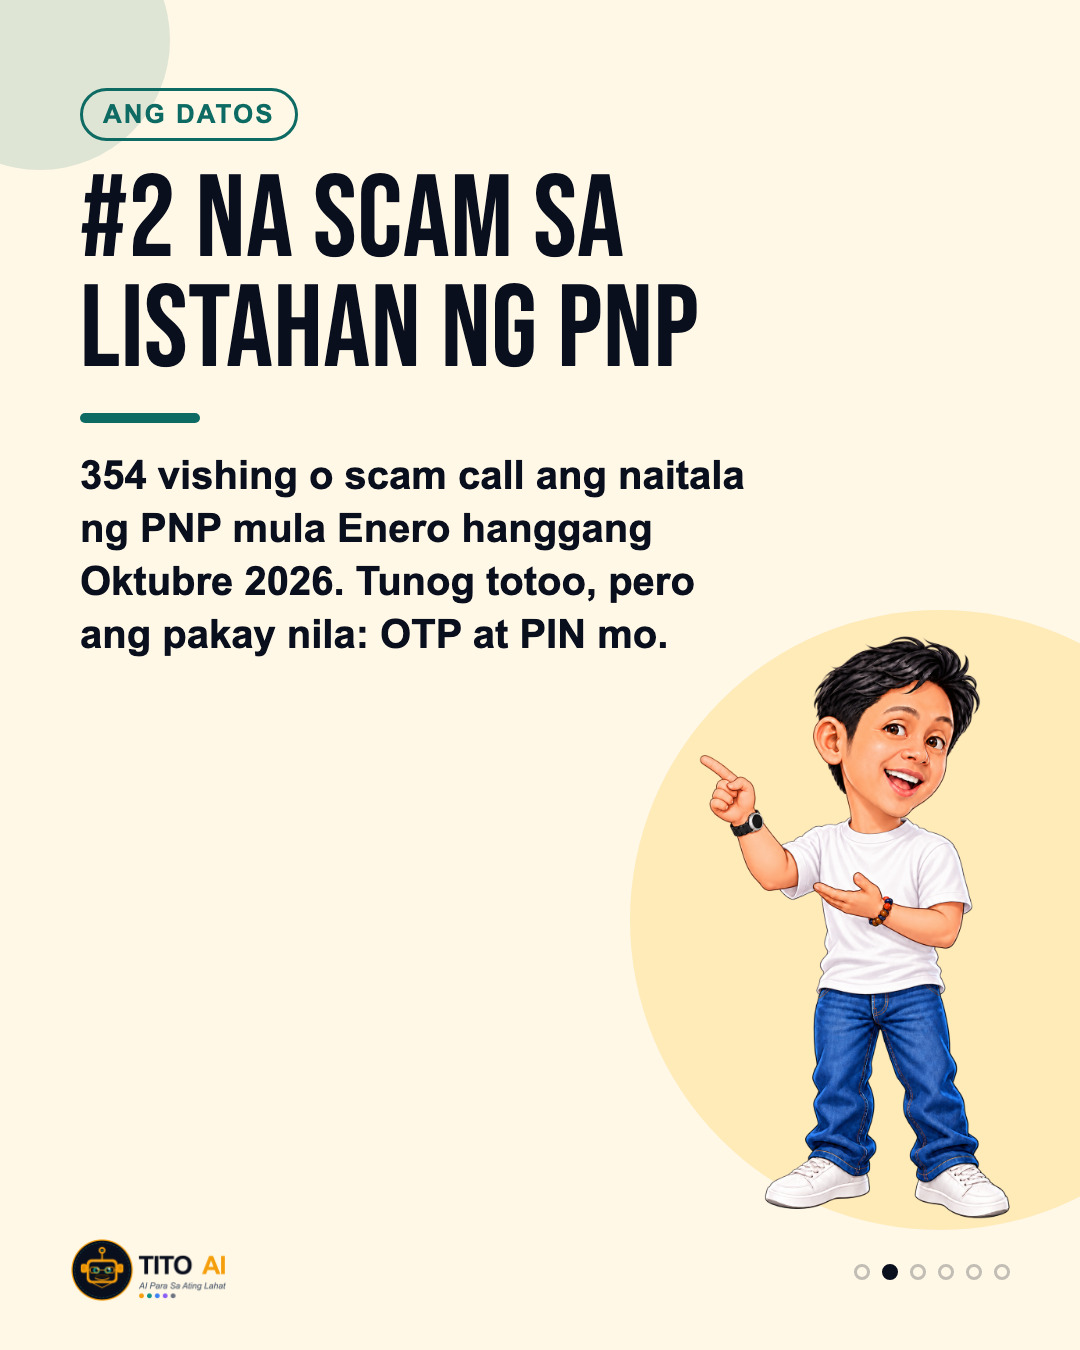 ANG DATOS
#2 NA SCAM SA
LISTAHAN NG PNP
354 vishing o scam call ang naitala
ng PNP mula Enero hanggang
Oktubre 2026. Tunog totoo, pero
ang pakay nila: OTP at PIN mo.
TITO AI
AI Para Sa Ating Lahat